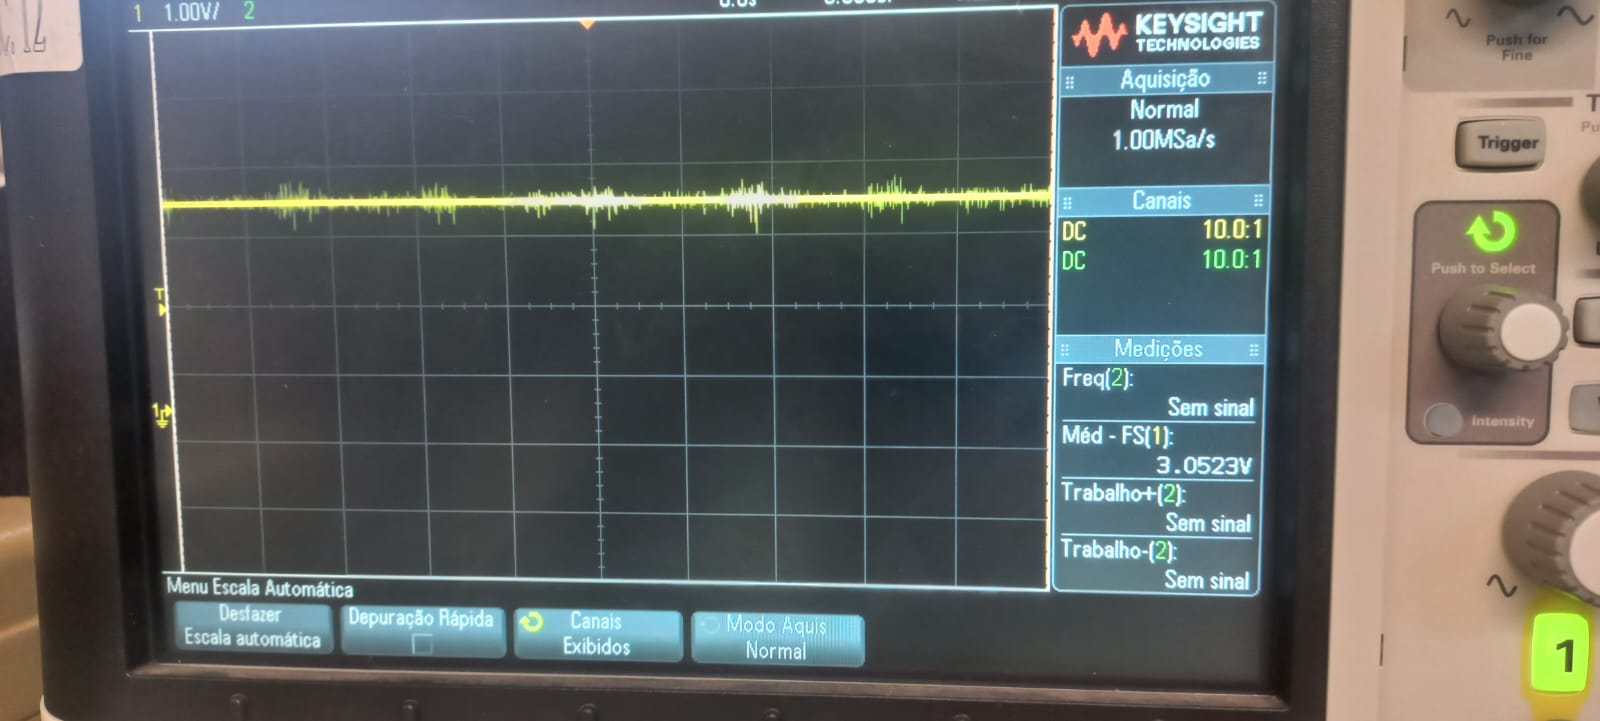 1 1.00V/ 2
KEYSIGHT
TECHNOLOGIES
Aquisição
Normal
1.00MSa/s
Canais
DC 10.0:1
DC 10.0:1
Medições
Freq(2):
Sem sinal
Méd - FS(1):
3.0523V
Trabalho+(2):
Sem sinal
Trabalho-(2):
Sem sinal
T
1
Menu Escala Automática
Desfazer
Escala automática
Depuração Rápida
Canais
Exibidos
Modo Aquis
Normal
Push for
Fine
Trigger
Push to Select
Intensity
1